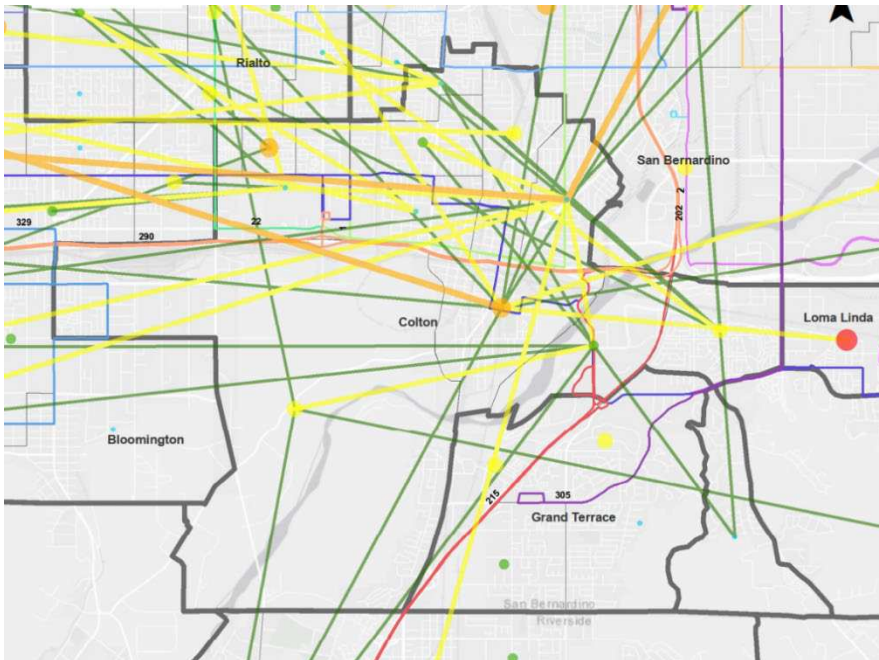 Rialto
San Bernardino
2
202
329
22
1
290
Colton
Loma Linda
Bloomington
305
215
Grand Terrace
San Bernardino
Riverside